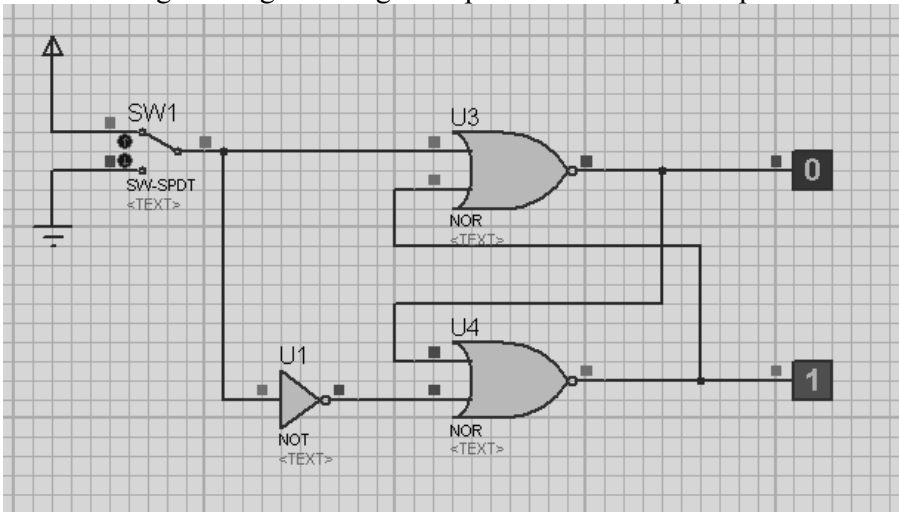 SW1
SW-SPDT
<TEXT>
U3
NOR
<TEXT>
0
U1
NOT
<TEXT>
U4
NOR
<TEXT>
1